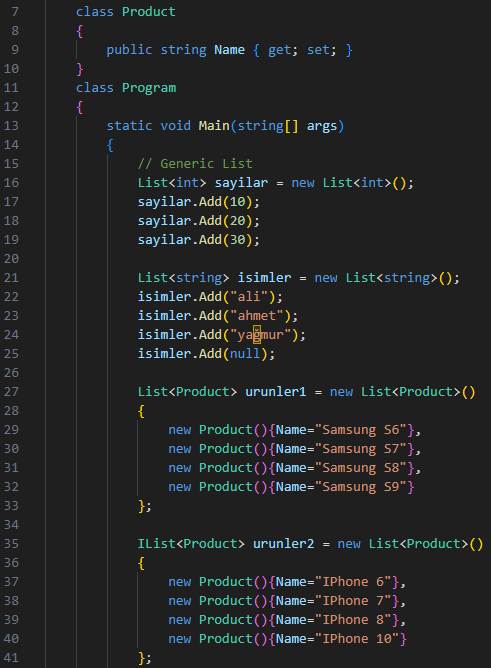 7 class Product
8 {
9 public string Name { get; set; }
10 }
11 class Program
12 {
13 static void Main(string[] args)
14 {
15 // Generic List
16 List<int> sayilar = new List<int>();
17 sayilar.Add(10);
18 sayilar.Add(20);
19 sayilar.Add(30);
20
21 List<string> isimler = new List<string>();
22 isimler.Add("ali");
23 isimler.Add("ahmet");
24 isimler.Add("yağmur");
25 isimler.Add(null);
26
27 List<Product> urunler1 = new List<Product>()
28 {
29 new Product(){Name="Samsung S6"},
30 new Product(){Name="Samsung S7"},
31 new Product(){Name="Samsung S8"},
32 new Product(){Name="Samsung S9"}
33 };
34
35 IList<Product> urunler2 = new List<Product>()
36 {
37 new Product(){Name="IPhone 6"},
38 new Product(){Name="IPhone 7"},
39 new Product(){Name="IPhone 8"},
40 new Product(){Name="IPhone 10"}
41 };